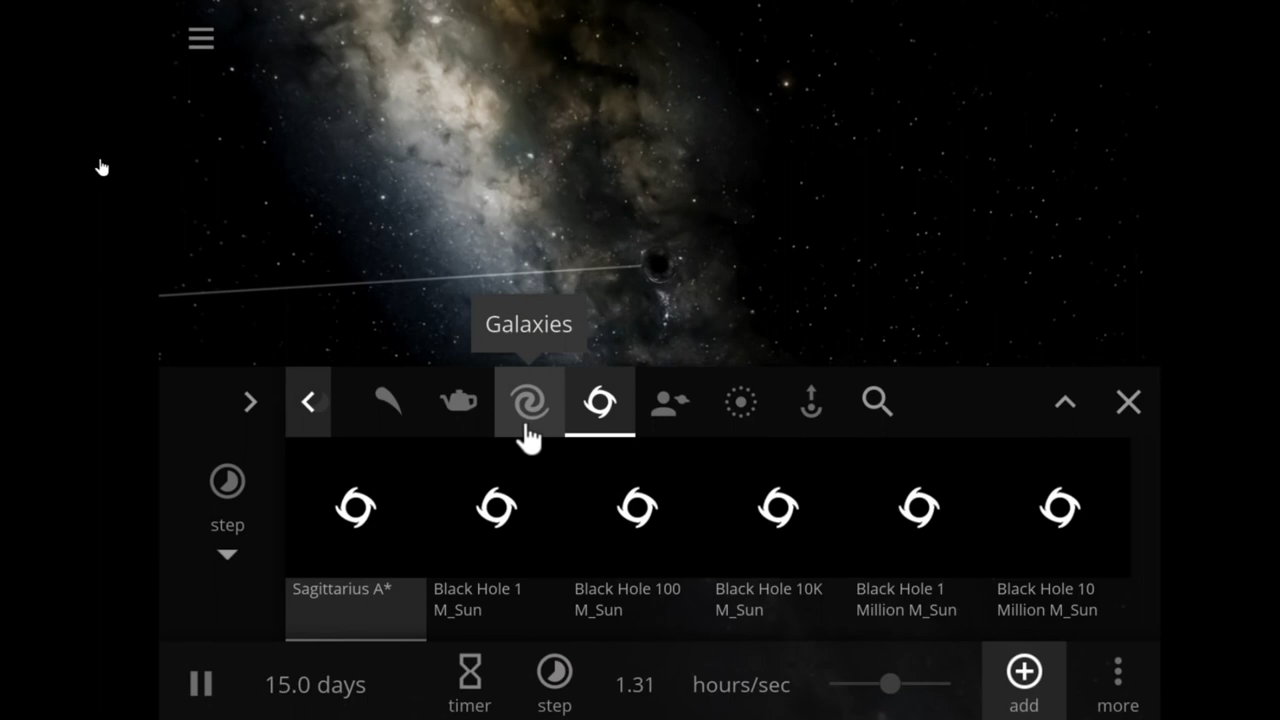 Galaxies
step
Sagittarius A*
Black Hole 1
M_Sun
Black Hole 100
M_Sun
Black Hole 10K
M_Sun
Black Hole 1
Million M_Sun
Black Hole 10
Million M_Sun
15.0 days
timer
step
1.31
hours/sec
add
more